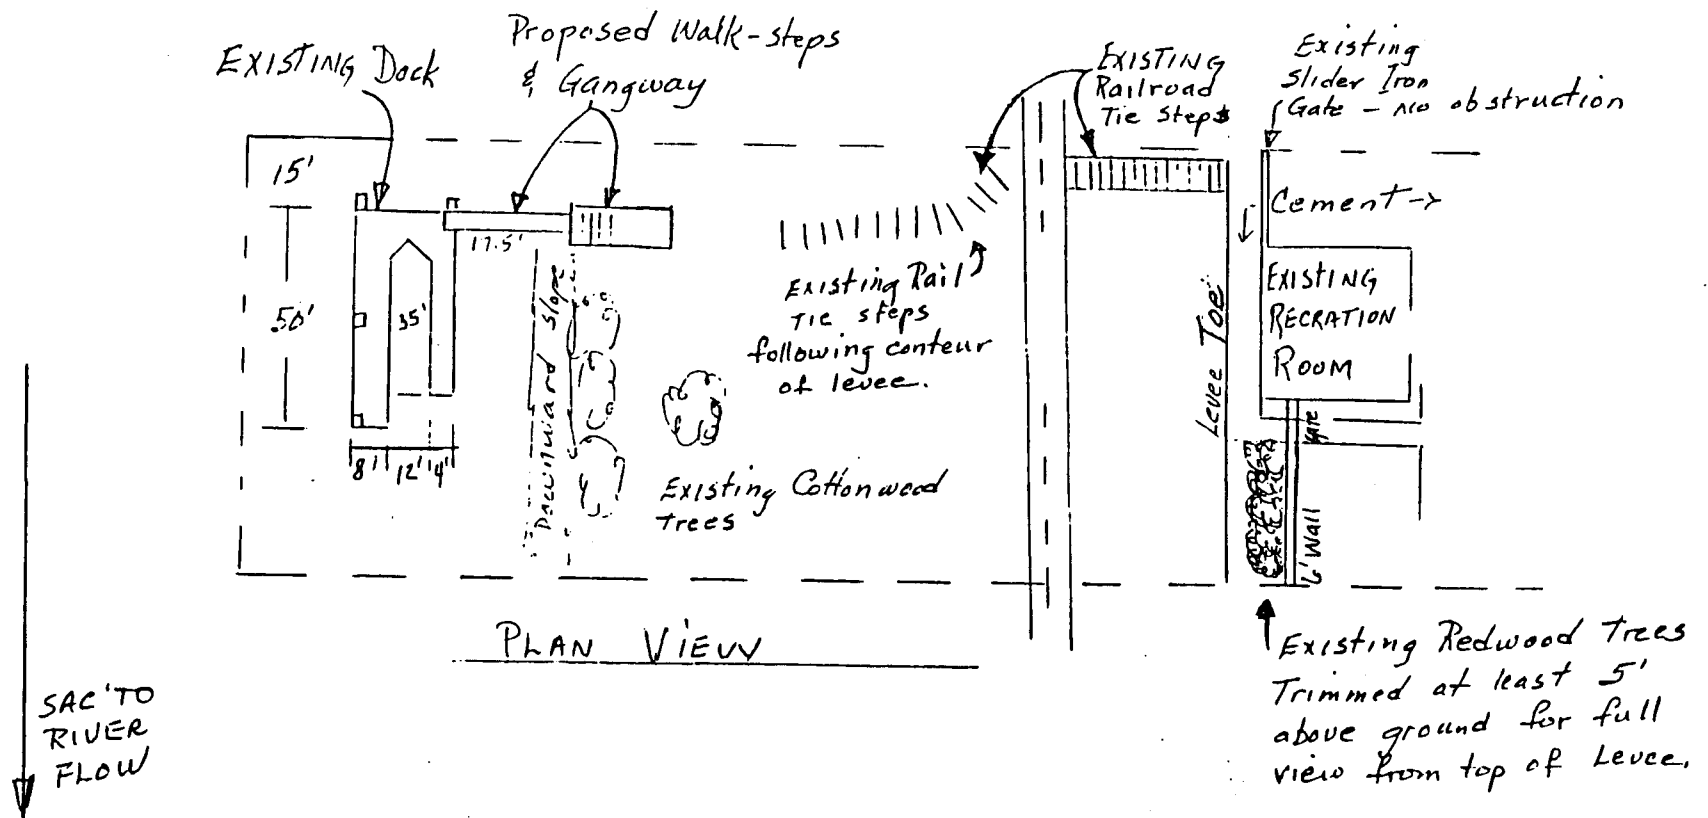 EXISTING Dock
Proposed Walk-steps
& Gangway
EXISTING
Railroad
Tie Steps
Existing
Slider Iron
Gate - no obstruction
15'
50'
35'
17.5'
8' 12' 4'
Downward Slope
Existing Rail
Tie steps
following conteur
of levee.
Existing Cottonwood
Trees
Levee Toe
Cement →
EXISTING
RECRATION
ROOM
GATE
6' Wall
PLAN VIEW
SAC'TO
RIVER
FLOW
Existing Redwood Trees
Trimmed at least 5'
above ground for full
view from top of Levee.